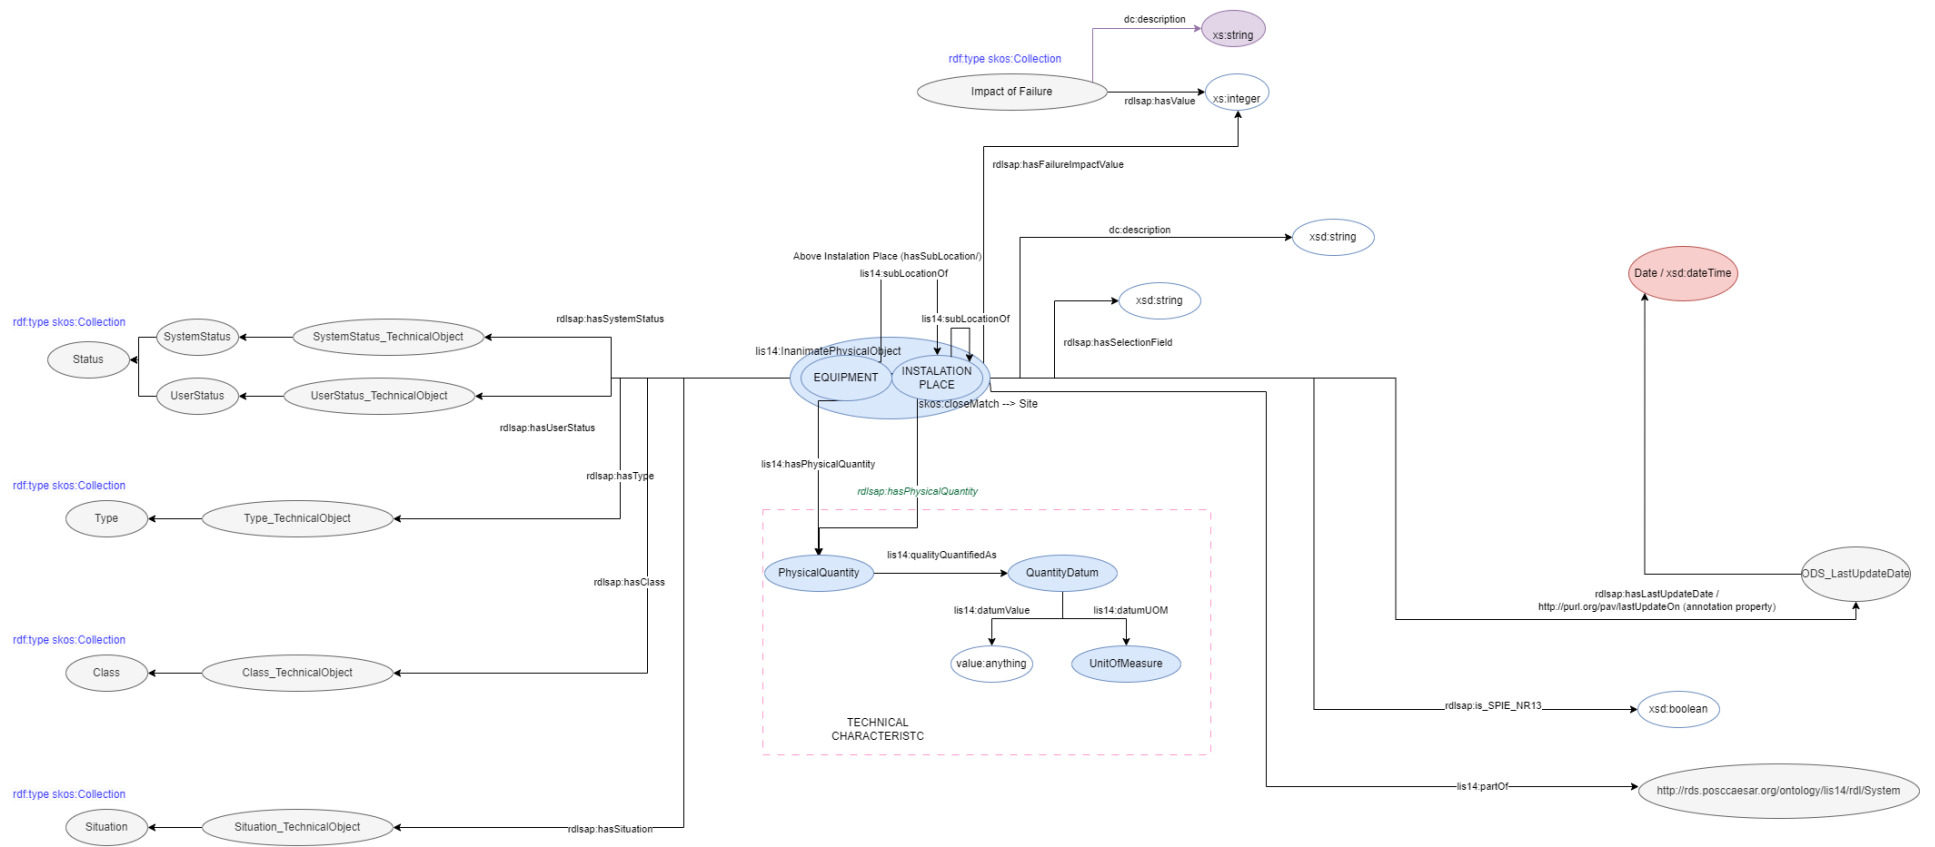 dc:description
xs:string
rdf:type skos:Collection
Impact of Failure
xs:integer
rdlsap:hasValue
rdlsap:hasFailureImpactValue
dc:description
xsd:string
Above Instalation Place (hasSubLocation/)
lis14:subLocationOf
Date / xsd:dateTime
xsd:string
rdf:type skos:Collection
rdlsap:hasSystemStatus
lis14:subLocationOf
SystemStatus
SystemStatus_TechnicalObject
rdlsap:hasSelectionField
Status
lis14:InanimatePhysicalObject
EQUIPMENT
INSTALATION
PLACE
UserStatus
UserStatus_TechnicalObject
skos:closeMatch --> Site
rdlsap:hasUserStatus
lis14:hasPhysicalQuantity
rdlsap:hasType
rdf:type skos:Collection
rdlsap:hasPhysicalQuantity
Type
Type_TechnicalObject
lis14:qualityQuantifiedAs
PhysicalQuantity
QuantityDatum
ODS_LastUpdateDate
rdlsap:hasClass
rdlsap:hasLastUpdateDate /
http://purl.org/pav/lastUpdateOn (annotation property)
lis14:datumValue
lis14:datumUOM
rdf:type skos:Collection
value:anything
UnitOfMeasure
Class
Class_TechnicalObject
rdlsap:is_SPIE_NR13
xsd:boolean
TECHNICAL
CHARACTERISTC
lis14:partOf
http://rds.posccaesar.org/ontology/lis14/rdl/System
rdf:type skos:Collection
Situation
Situation_TechnicalObject
rdlsap:hasSituation